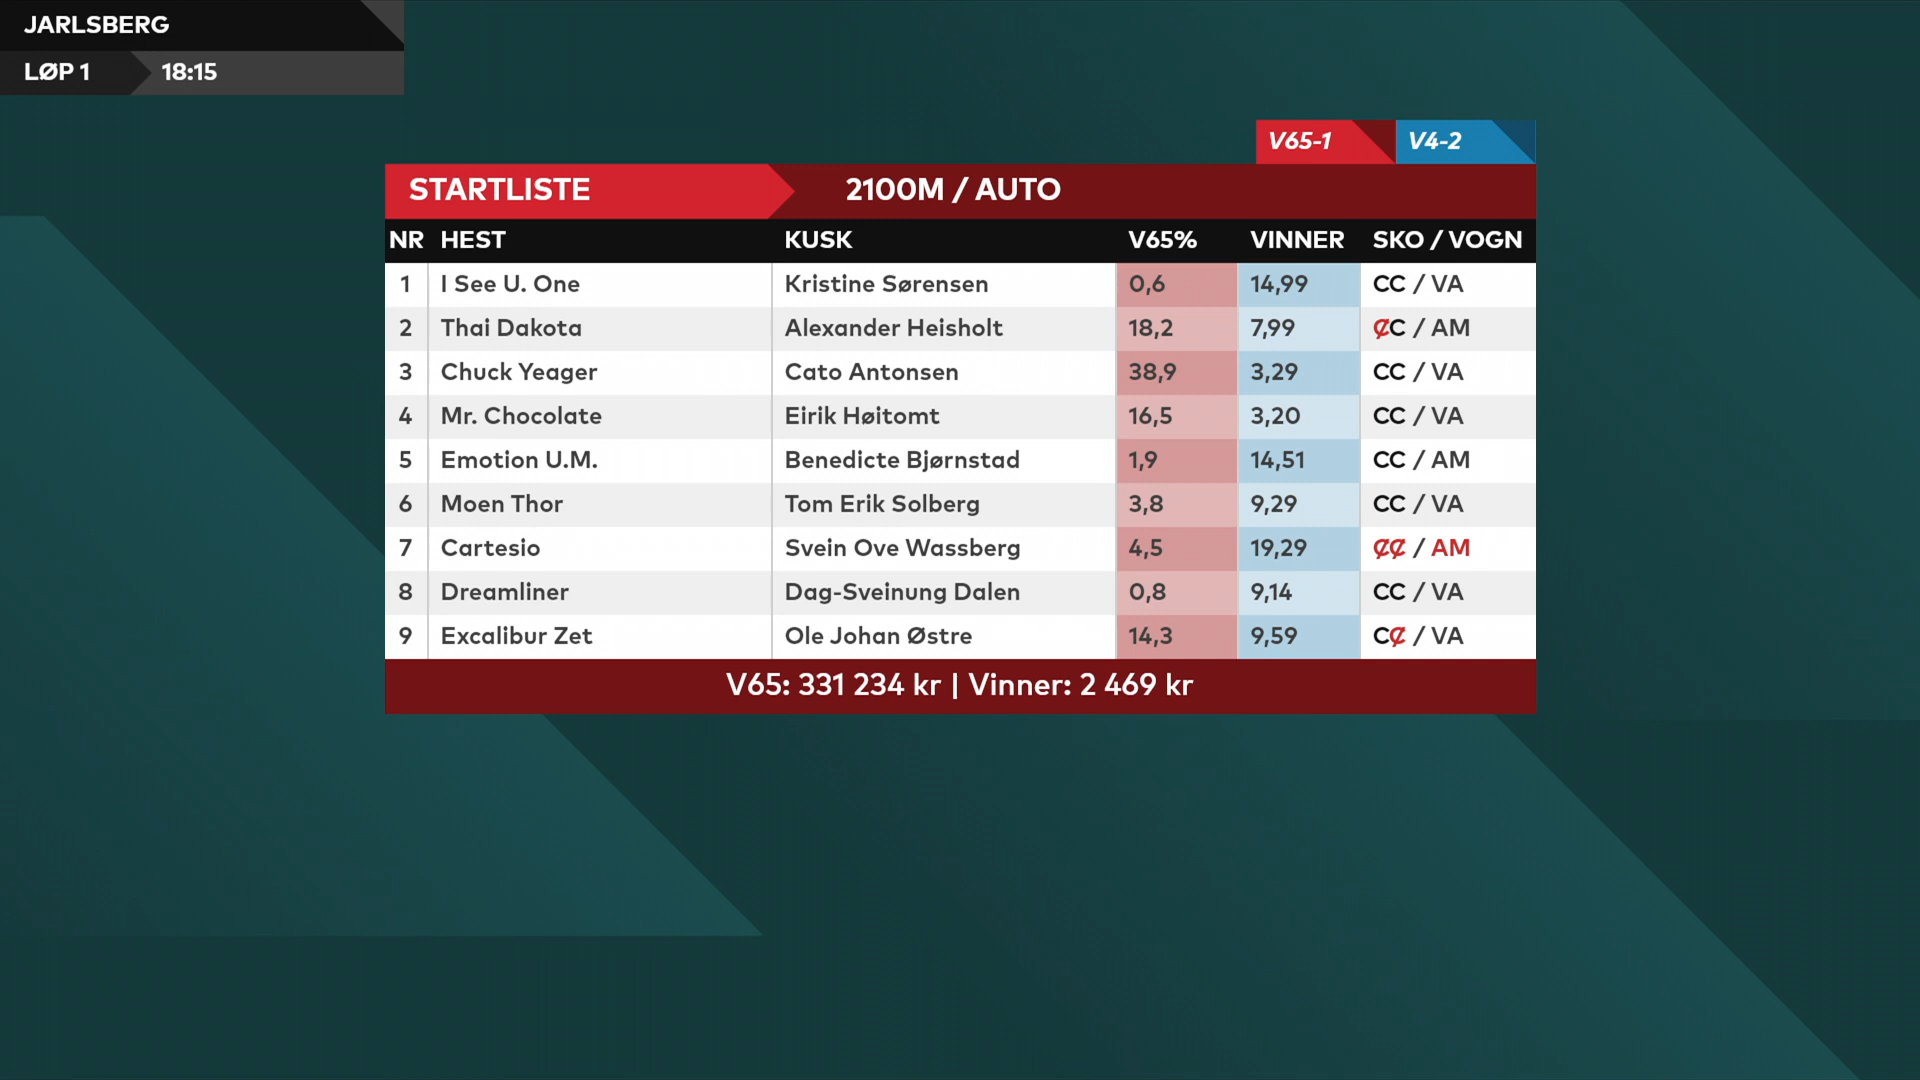 JARLSBERG
LØP 1 18:15
V65-1 V4-2
STARTLISTE 2100M / AUTO
NR HEST KUSK V65% VINNER SKO / VOGN
1 I See U. One Kristine Sørensen 0,6 14,99 CC / VA
2 Thai Dakota Alexander Heisholt 18,2 7,99 ₵C / AM
3 Chuck Yeager Cato Antonsen 38,9 3,29 CC / VA
4 Mr. Chocolate Eirik Høitomt 16,5 3,20 CC / VA
5 Emotion U.M. Benedicte Bjørnstad 1,9 14,51 CC / AM
6 Moen Thor Tom Erik Solberg 3,8 9,29 CC / VA
7 Cartesio Svein Ove Wassberg 4,5 19,29 ₵₵ / AM
8 Dreamliner Dag-Sveinung Dalen 0,8 9,14 CC / VA
9 Excalibur Zet Ole Johan Østre 14,3 9,59 C₵ / VA
V65: 331 234 kr | Vinner: 2 469 kr